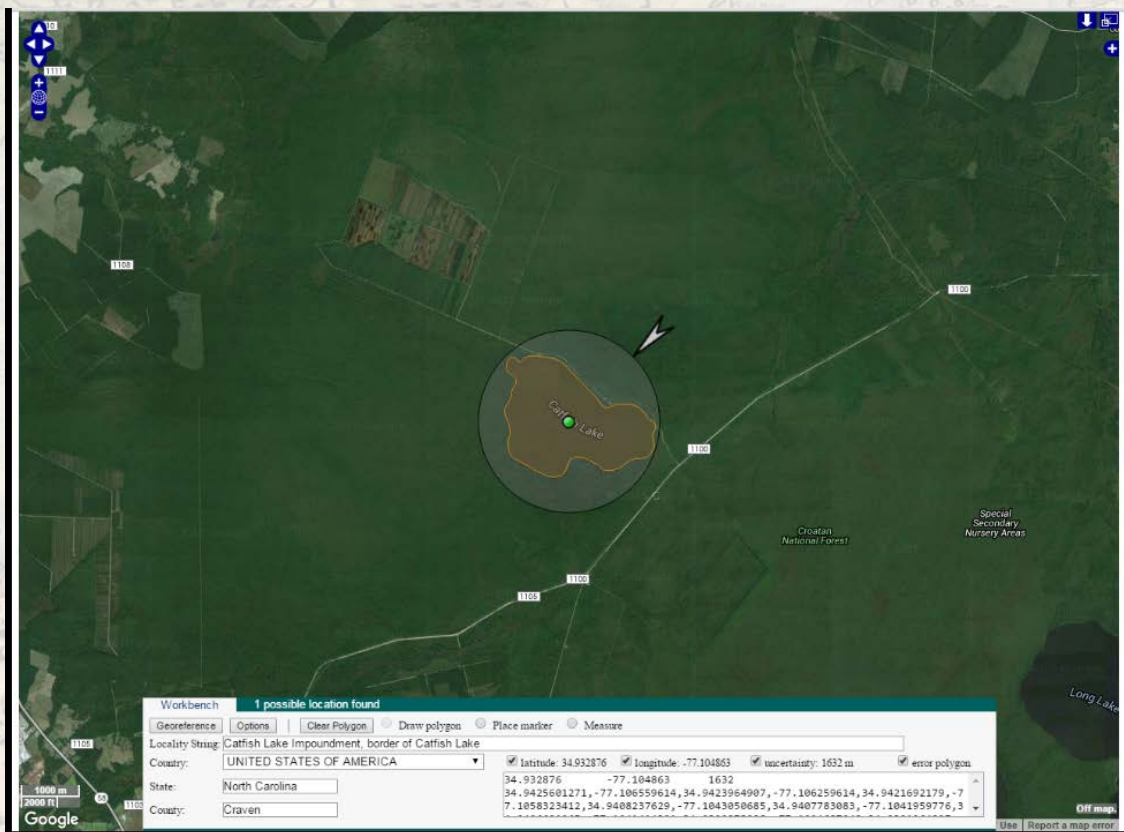 1111
1108
1100
Catfish Lake
1100
Special
Secondary
Nursery Areas
Croatan
National Forest
1100
1105
Long Lake
1105
58
1000 m
2000 ft
Google
Workbench
1 possible location found
Georeference Options | Clear Polygon Draw polygon Place marker Measure
Locality String: Catfish Lake Impoundment, border of Catfish Lake
Country: UNITED STATES OF AMERICA latitude: 34.932876 longitude: -77.104863 uncertainty: 1632 m error polygon
State: North Carolina
County: Craven
34.932876 -77.104863 1632
34.9425601271,-77.106559614,34.9423964907,-77.106259614,34.9421692179,-7
7.1058323412,34.9408237629,-77.1043050685,34.9407783083,-77.1041959776,3
Off map.
Use Report a map error